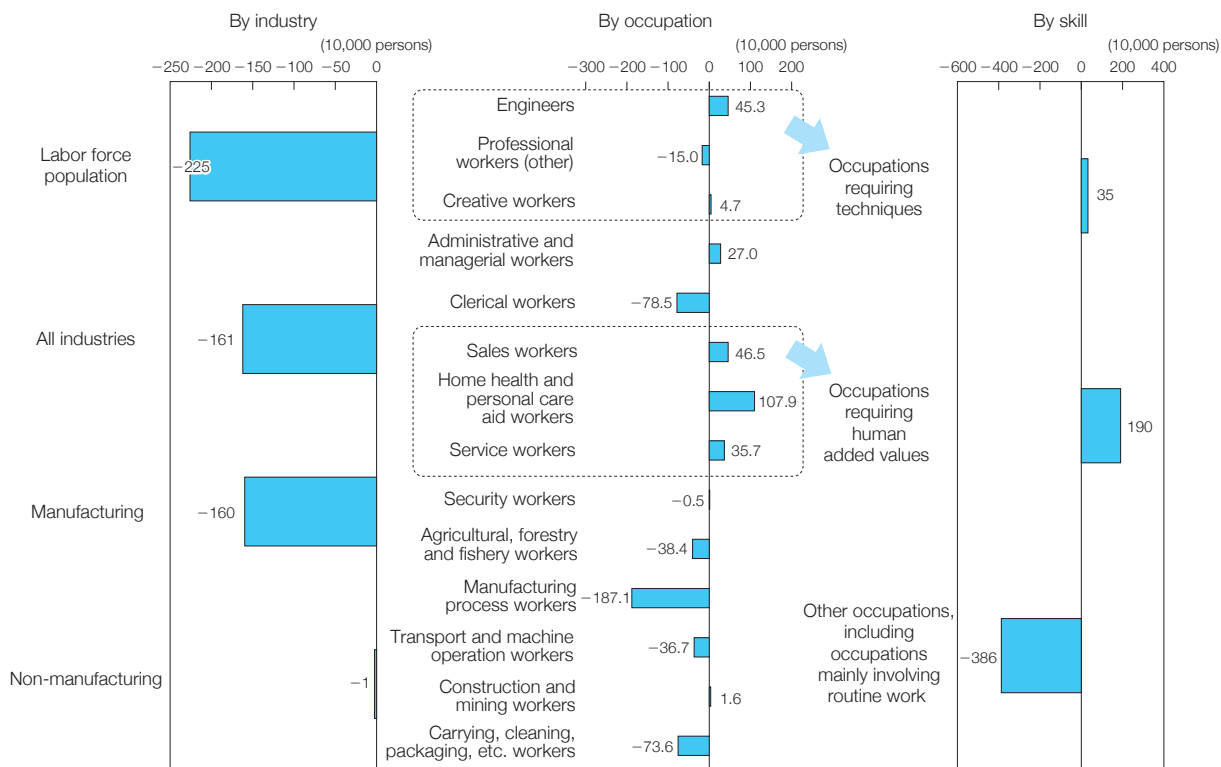 By industry
(10,000 persons)
−250 −200 −150 −100 −50 0
Labor force
population
−225
All industries
−161
Manufacturing
−160
Non-manufacturing
−1
By occupation
(10,000 persons)
−300 −200 −100 0 100 200
Engineers
45.3
Professional
workers (other)
−15.0
Creative workers
4.7
Administrative and
managerial workers
27.0
Clerical workers
−78.5
Sales workers
46.5
Home health and
personal care
aid workers
107.9
Service workers
35.7
Security workers
−0.5
Agricultural, forestry
and fishery workers
−38.4
Manufacturing
process workers
−187.1
Transport and machine
operation workers
−36.7
Construction and
mining workers
1.6
Carrying, cleaning,
packaging, etc. workers
−73.6
By skill
(10,000 persons)
−600 −400 −200 0 200 400
Occupations
requiring
techniques
35
Occupations
requiring
human
added values
190
Other occupations,
including
occupations
mainly involving
routine work
−386